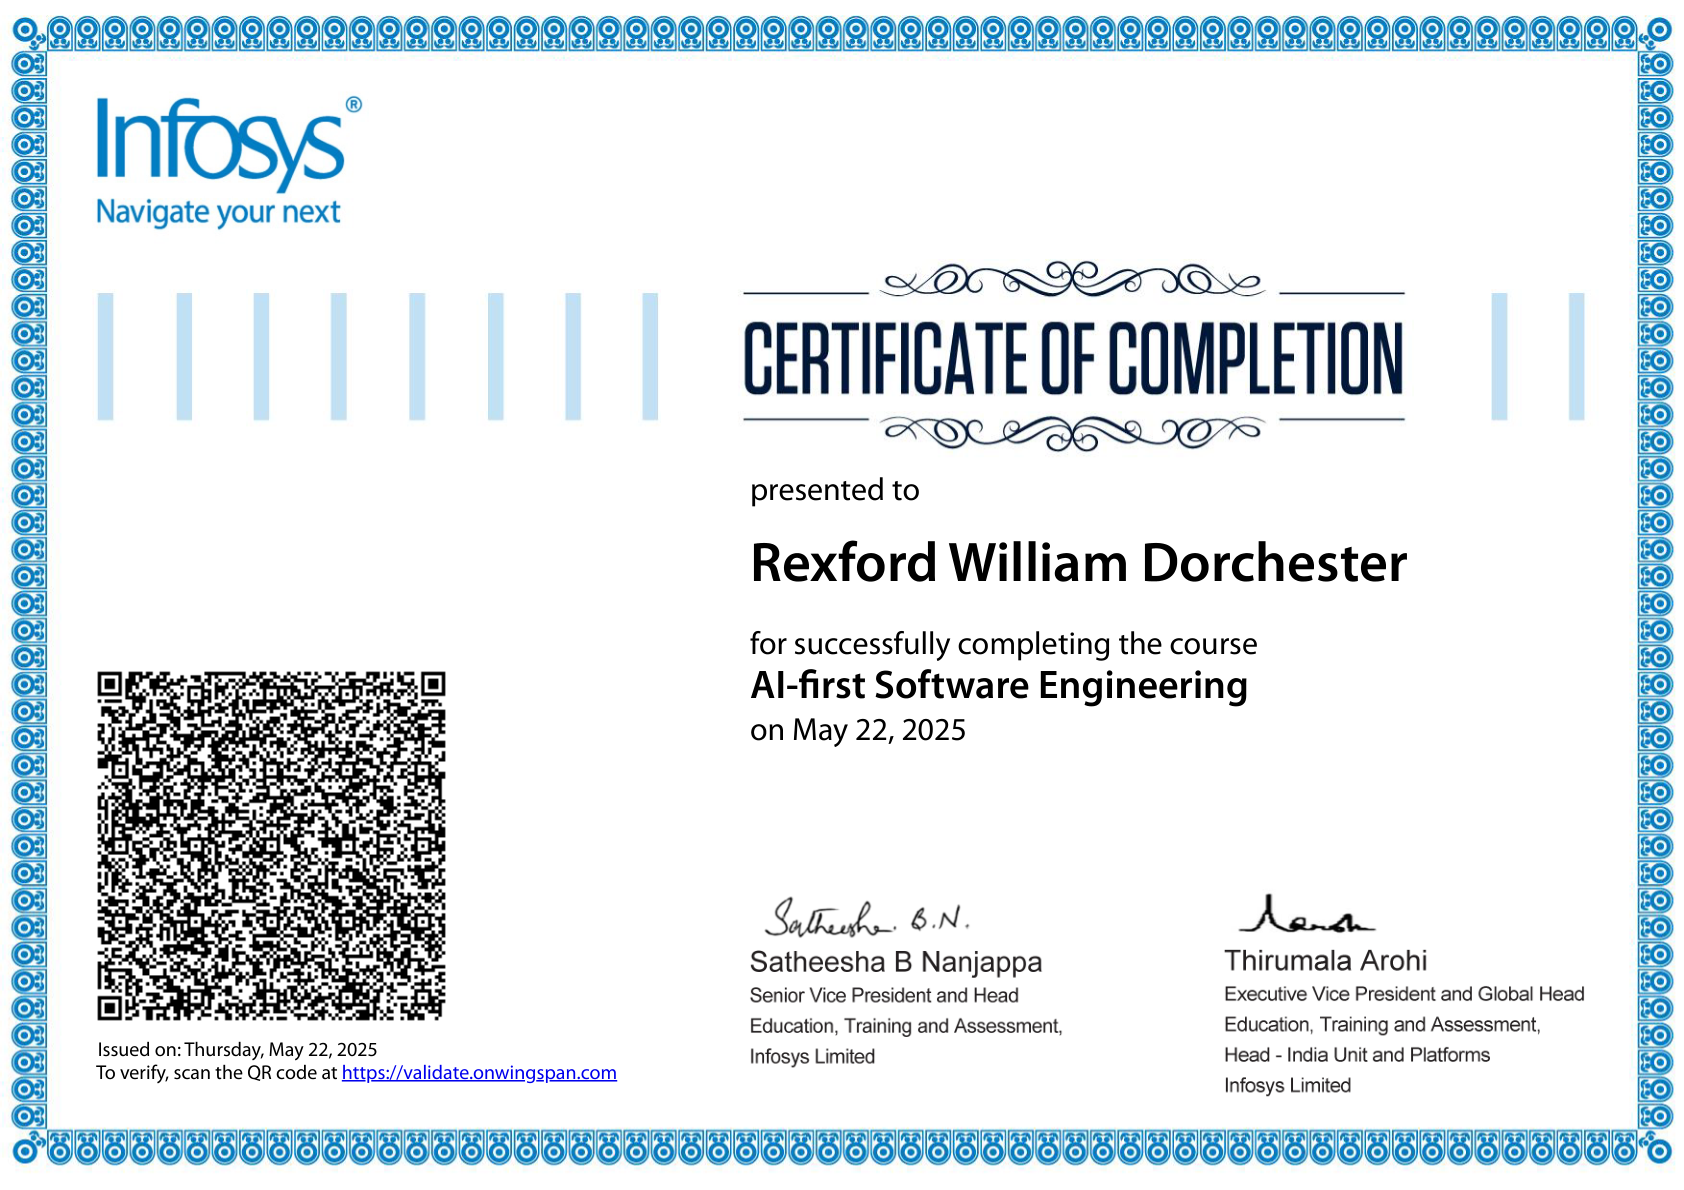 Infosys®
Navigate your next
CERTIFICATE OF COMPLETION
presented to
Rexford William Dorchester
for successfully completing the course
AI-first Software Engineering
on May 22, 2025
Satheesha B.N.
Satheesha B Nanjappa
Senior Vice President and Head
Education, Training and Assessment,
Infosys Limited
Thirumala Arohi
Executive Vice President and Global Head
Education, Training and Assessment,
Head - India Unit and Platforms
Infosys Limited
Issued on: Thursday, May 22, 2025
To verify, scan the QR code at https://validate.onwingspan.com